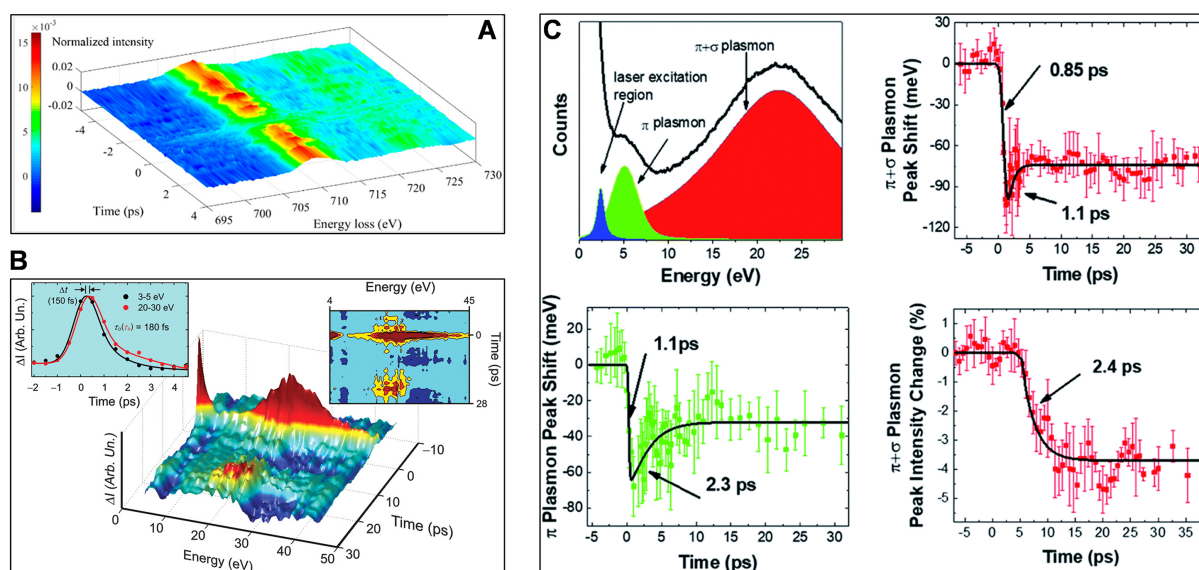 A
×10⁻³
15
10
5
0
Normalized intensity
0.02
0
-0.02
-4
-2
0
2
4
Time (ps)
695
700
705
710
715
720
725
730
Energy loss (eV)
B
Δt
(150 fs)
3-5 eV
20-30 eV
τ₀(τₑ) = 180 fs
ΔI (Arb. Un.)
−2
0
2
4
Time (ps)
Energy (eV)
4
45
0
28
Time (ps)
ΔI (Arb. Un.)
0
10
20
30
40
50
Energy (eV)
−10
0
10
20
30
Time (ps)
C
Counts
laser excitation
region
π plasmon
π+σ plasmon
0
5
10
15
20
25
Energy (eV)
π+σ Plasmon
Peak Shift (meV)
30
0
-30
-60
-90
-120
0.85 ps
1.1 ps
-5
0
5
10
15
20
25
30
Time (ps)
π Plasmon Peak Shift (meV)
20
0
-20
-40
-60
-80
1.1ps
2.3 ps
-5
0
5
10
15
20
25
30
Time (ps)
π+σ Plasmon
Peak Intensity Change (%)
1
0
-1
-2
-3
-4
-5
2.4 ps
-5
0
5
10
15
20
25
30
35
Time (ps)